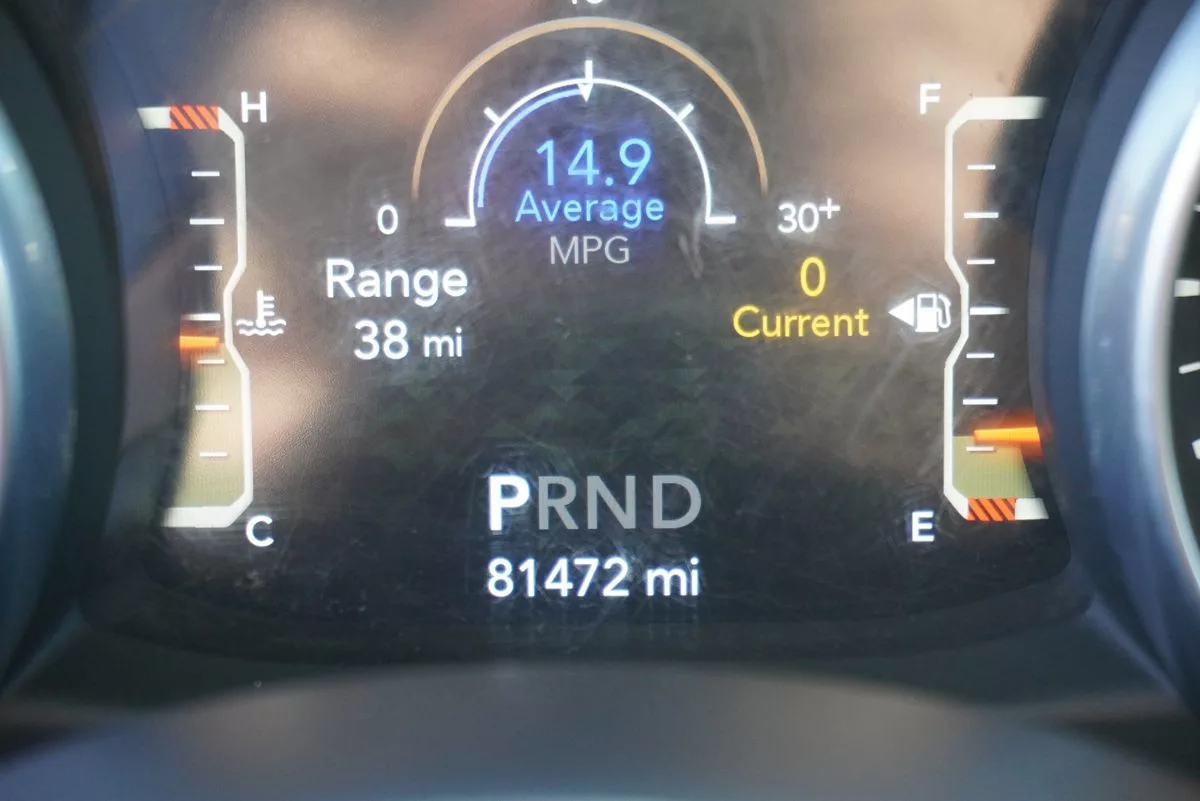 H
F
14.9
Average
MPG
0
30+
Range
38 mi
0
Current
PRND
C
E
81472 mi